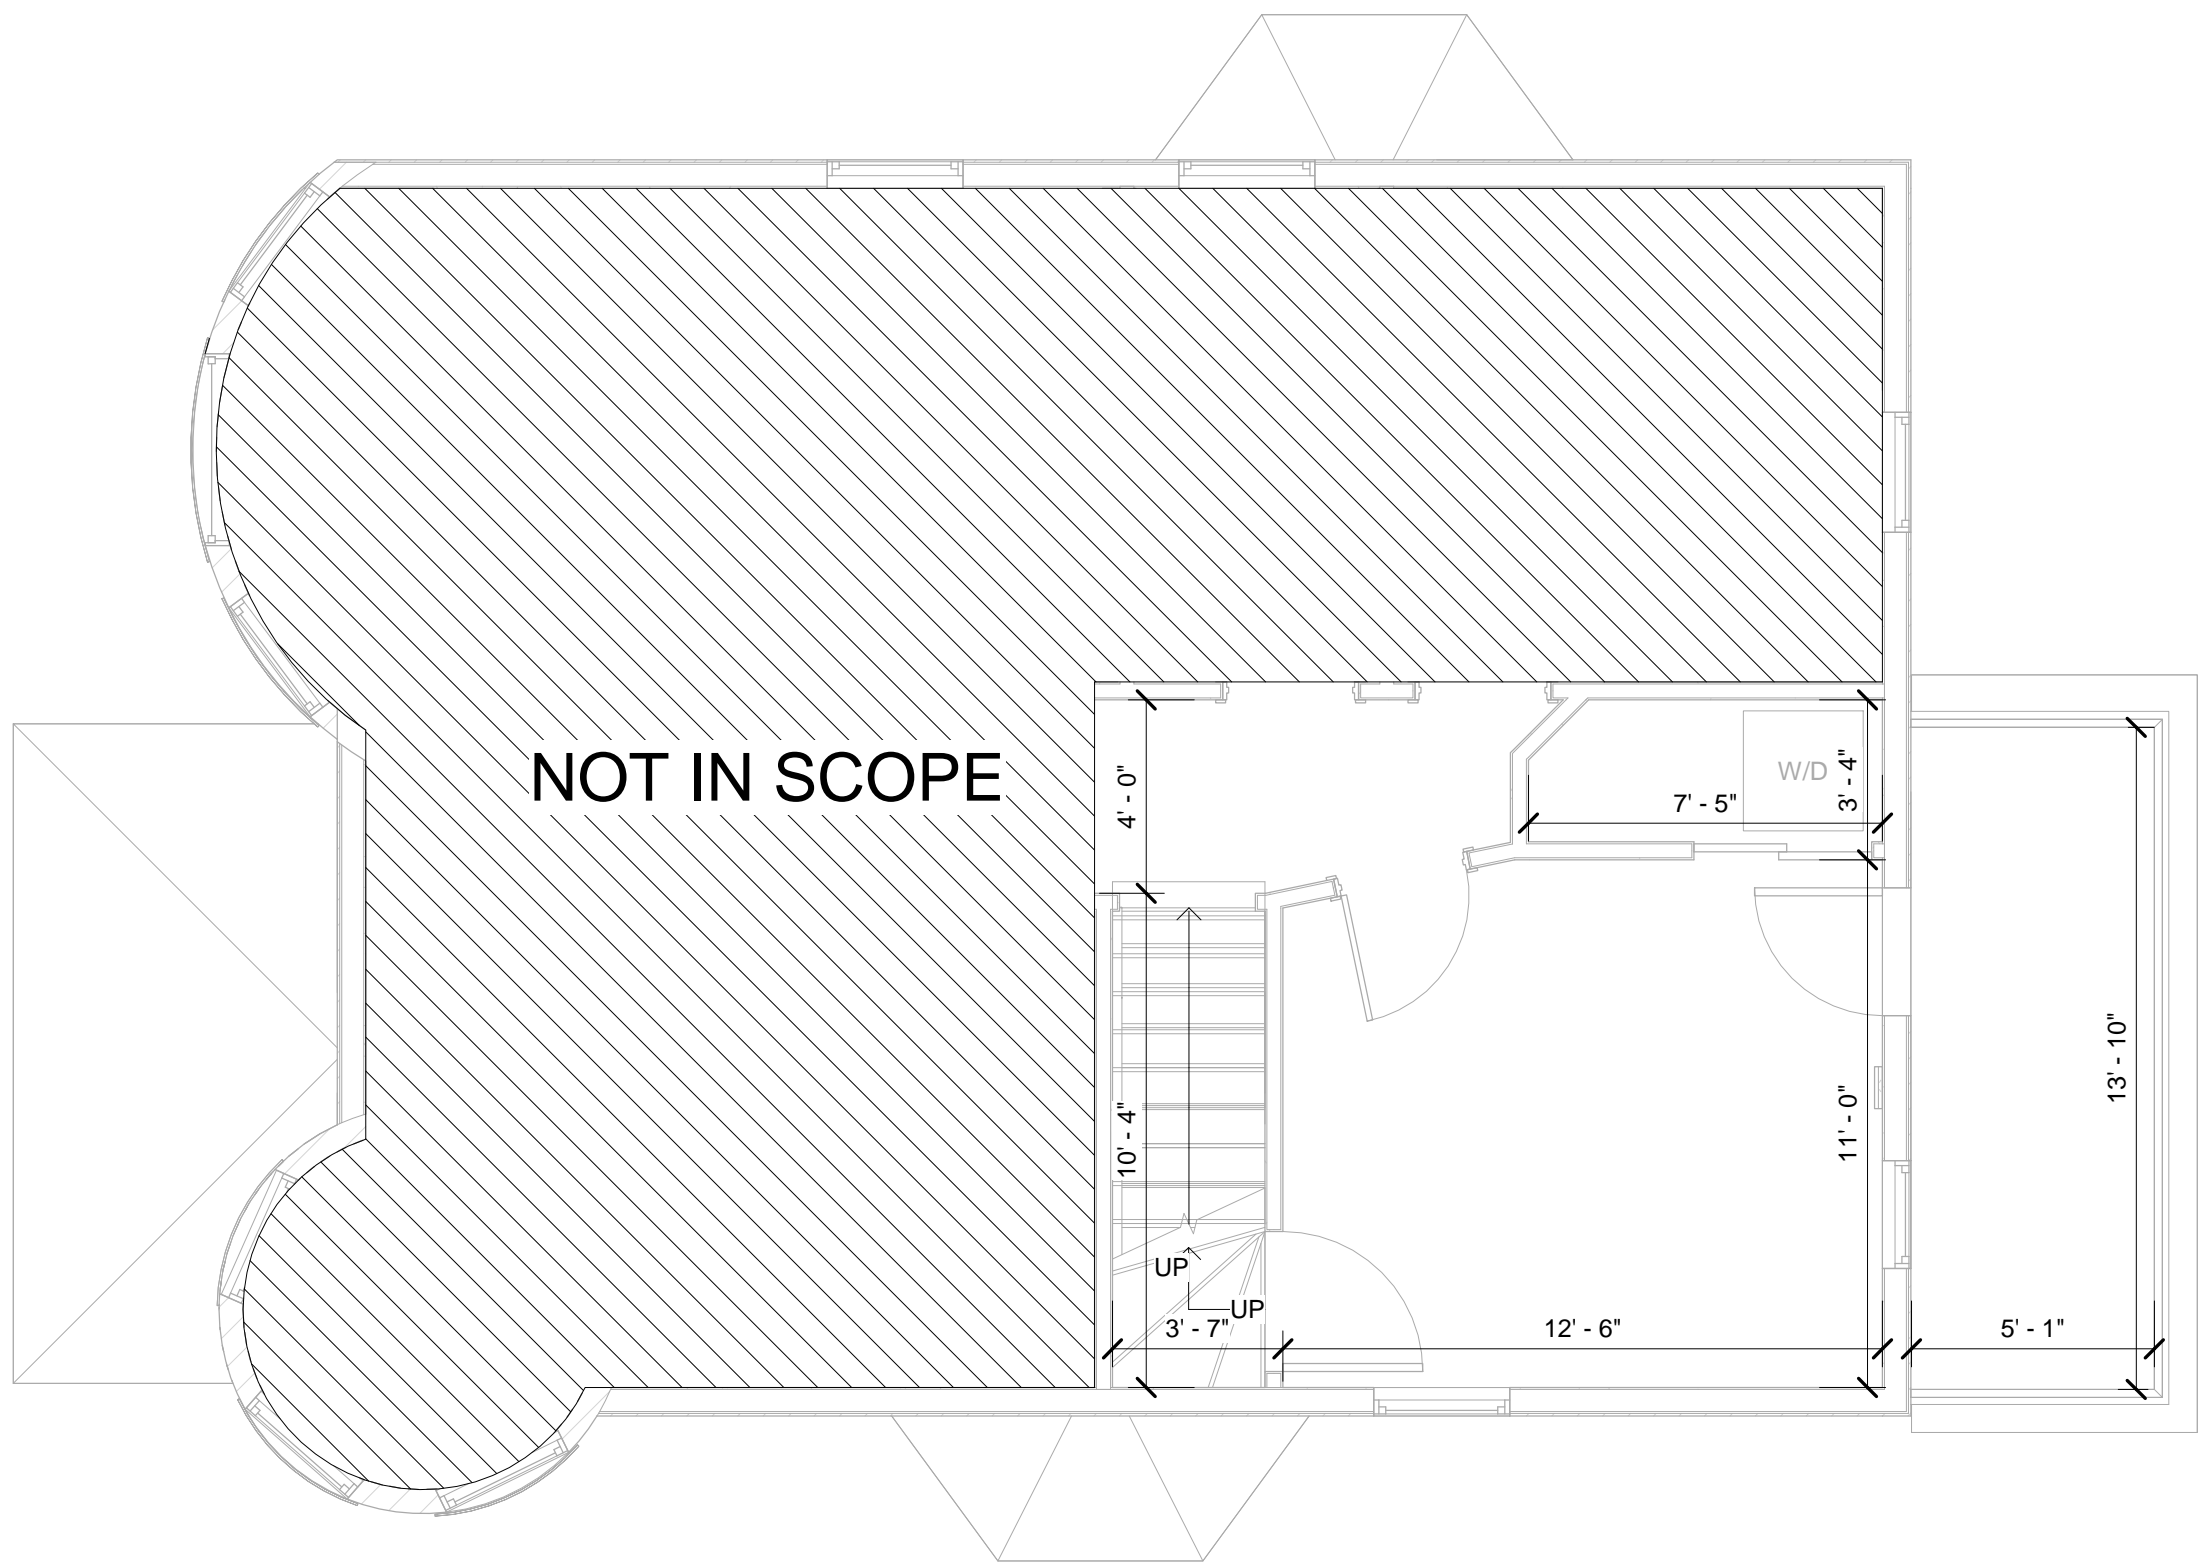 NOT IN SCOPE
4' - 0"
W/D
3' - 4"
7' - 5"
10' - 4"
11' - 0"
13' - 10"
UP
UP
3' - 7"
12' - 6"
5' - 1"